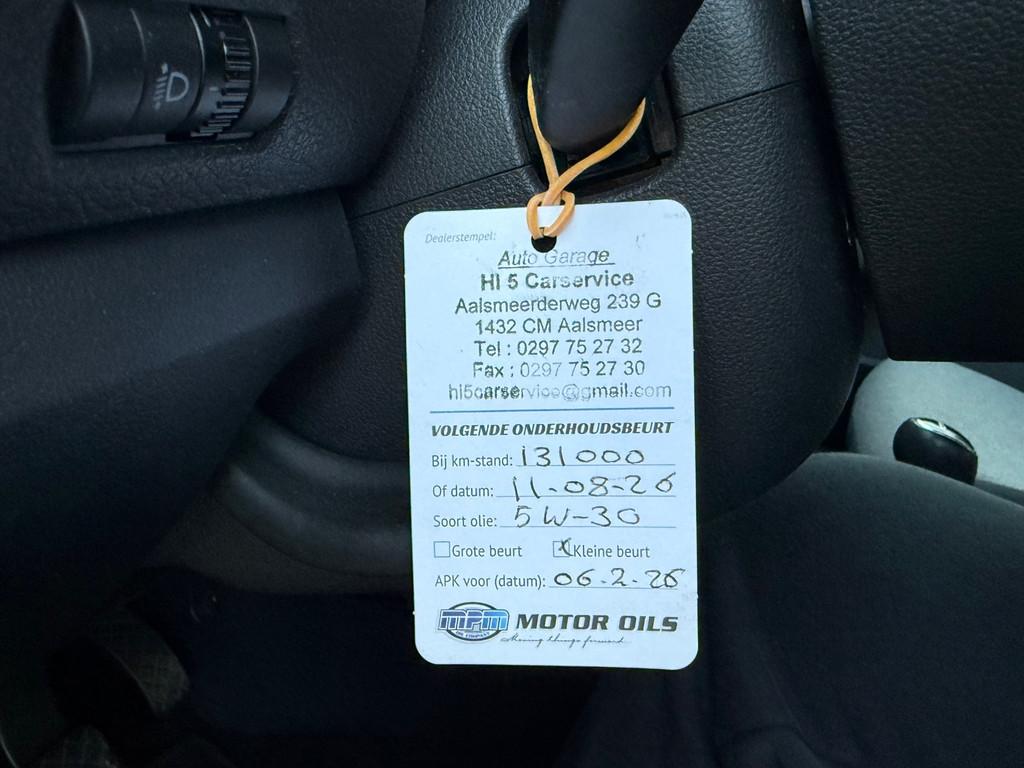 Dealerstempel:
Auto Garage
HI 5 Carservice
Aalsmeerderweg 239 G
1432 CM Aalsmeer
Tel : 0297 75 27 32
Fax : 0297 75 27 30
hi5carservice@gmail.com
VOLGENDE ONDERHOUDSBEURT
Bij km-stand: 131000
Of datum: 11-08-26
Soort olie: 5W-30
Grote beurt Kleine beurt
APK voor (datum): 06-2-26
MPM MOTOR OILS
OIL COMPANY
Moving things forward